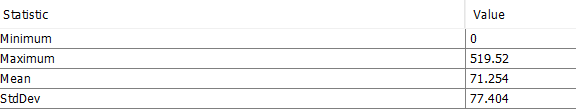 Statistic Value
Minimum 0
Maximum 519.52
Mean 71.254
StdDev 77.404